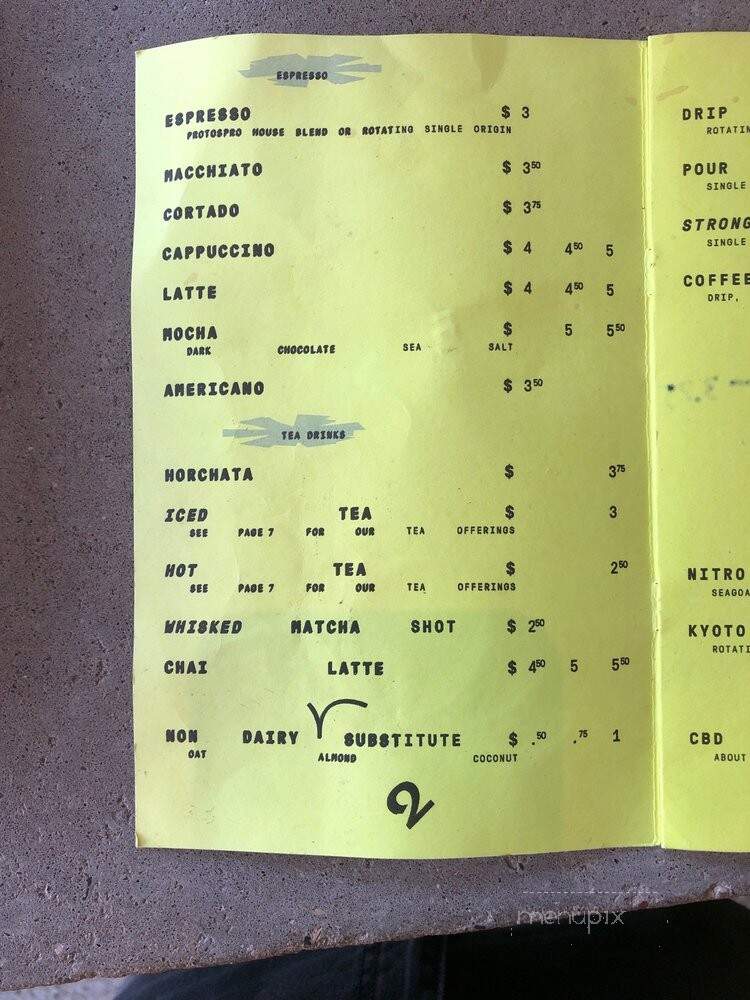 ESPRESSO
ESPRESSO $ 3
PROTOSPRO HOUSE BLEND OR ROTATING SINGLE ORIGIN
MACCHIATO $ 3⁵⁰
CORTADO $ 3⁷⁵
CAPPUCCINO $ 4 4⁵⁰ 5
LATTE $ 4 4⁵⁰ 5
MOCHA $ 5 5⁵⁰
DARK CHOCOLATE SEA SALT
AMERICANO $ 3⁵⁰
TEA DRINKS
HORCHATA $ 3⁷⁵
ICED TEA $ 3
SEE PAGE 7 FOR OUR TEA OFFERINGS
HOT TEA $ 2⁵⁰
SEE PAGE 7 FOR OUR TEA OFFERINGS
WHISKED MATCHA SHOT $ 2⁵⁰
CHAI LATTE $ 4⁵⁰ 5 5⁵⁰
NON DAIRY SUBSTITUTE $ .⁵⁰ .⁷⁵ 1
OAT ALMOND COCONUT
2
DRIP
ROTATIN
POUR
SINGLE
STRONG
SINGLE
COFFEE
DRIP,
NITRO
SEAGOA
KYOTO
ROTATI
CBD
ABOUT
menupix